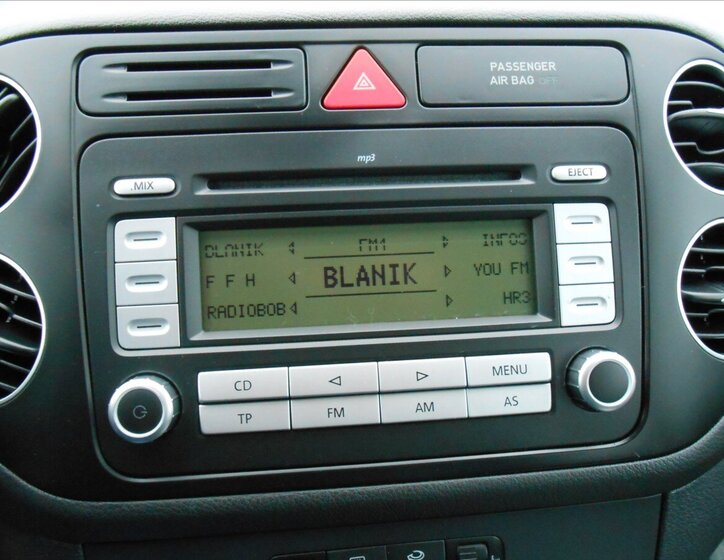 PASSENGER
AIR BAG OFF
mp3
.MIX
EJECT
BLANIK FM1 INFOS
F F H BLANIK YOU FM
RADIOBOB HR3
CD MENU
TP FM AM AS